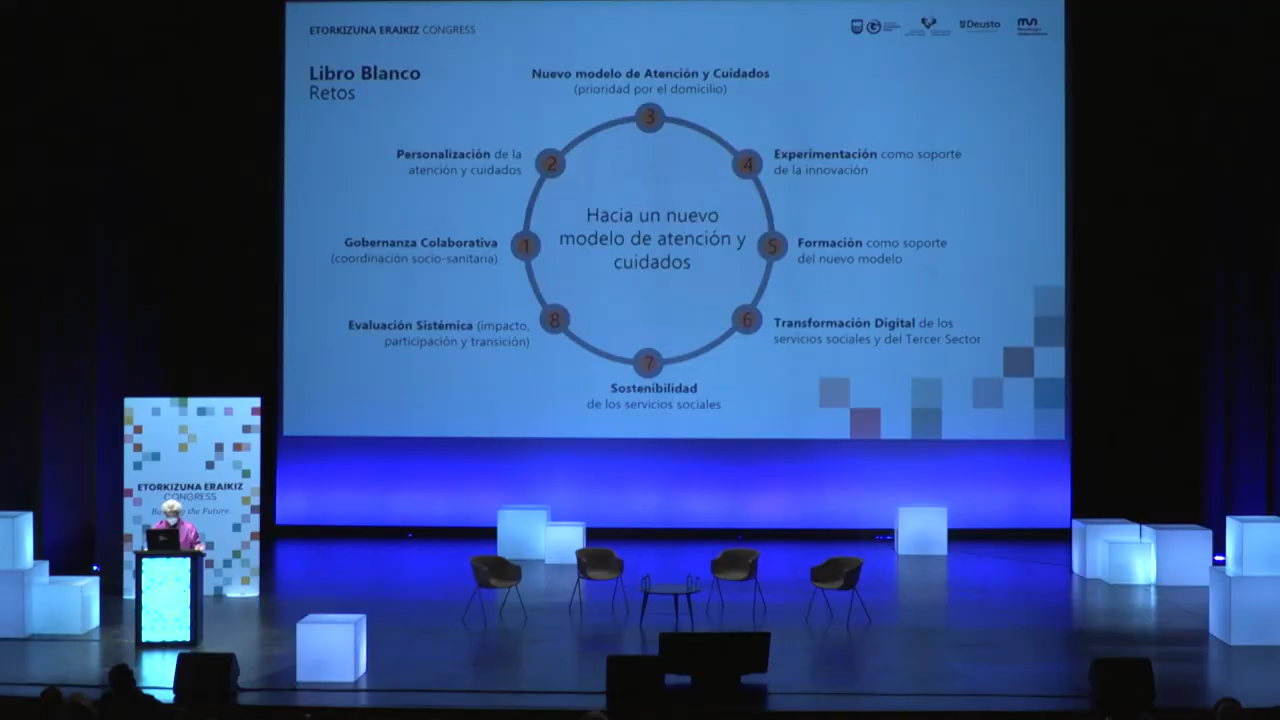 ETORKIZUNA ERAIKIZ CONGRESS
Deusto
Libro Blanco
Retos
Nuevo modelo de Atención y Cuidados
(prioridad por el domicilio)
3
Personalización de la
atención y cuidados
2
4
Experimentación como soporte
de la innovación
Hacia un nuevo
modelo de atención y
cuidados
Gobernanza Colaborativa
(coordinación socio-sanitaria)
1
5
Formación como soporte
del nuevo modelo
Evaluación Sistémica (impacto,
participación y transición)
8
6
Transformación Digital de los
servicios sociales y del Tercer Sector
7
Sostenibilidad
de los servicios sociales
ETORKIZUNA ERAIKIZ
CONGRESS
the Future